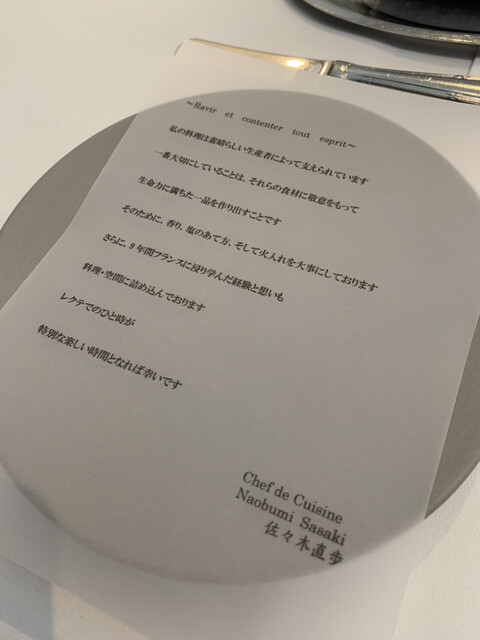 ～Ravir et contenter tout esprit～
私の料理は素晴らしい生産者によって支えられています
一番大切にしていることは、それらの食材に敬意をもって
生命力に満ちた一品を作り出すことです
そのために、香り、塩のあて方、そして火入れを大事にしております
さらに、9年間フランスに浸り学んだ経験と想いも
料理・空間に詰め込んでおります
レクテでのひと時が
特別な楽しい時間となれば幸いです
Chef de Cuisine
Naobumi Sasaki
佐々木直歩